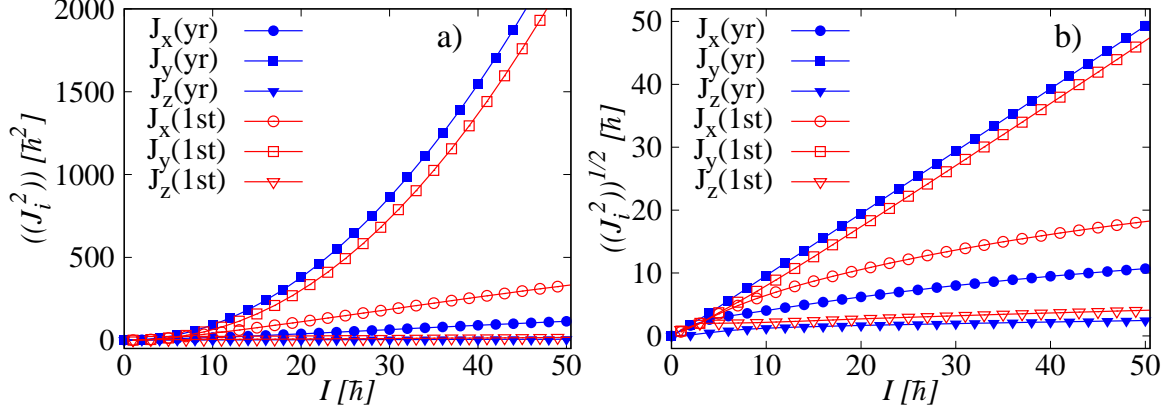 a)
2000
1500
1000
500
0
((J_i^2)) [ħ^2]
J_x(yr)
J_y(yr)
J_z(yr)
J_x(1st)
J_y(1st)
J_z(1st)
0 10 20 30 40 50
I [ħ]
b)
50
40
30
20
10
0
((J_i^2))^{1/2} [ħ]
J_x(yr)
J_y(yr)
J_z(yr)
J_x(1st)
J_y(1st)
J_z(1st)
0 10 20 30 40 50
I [ħ]